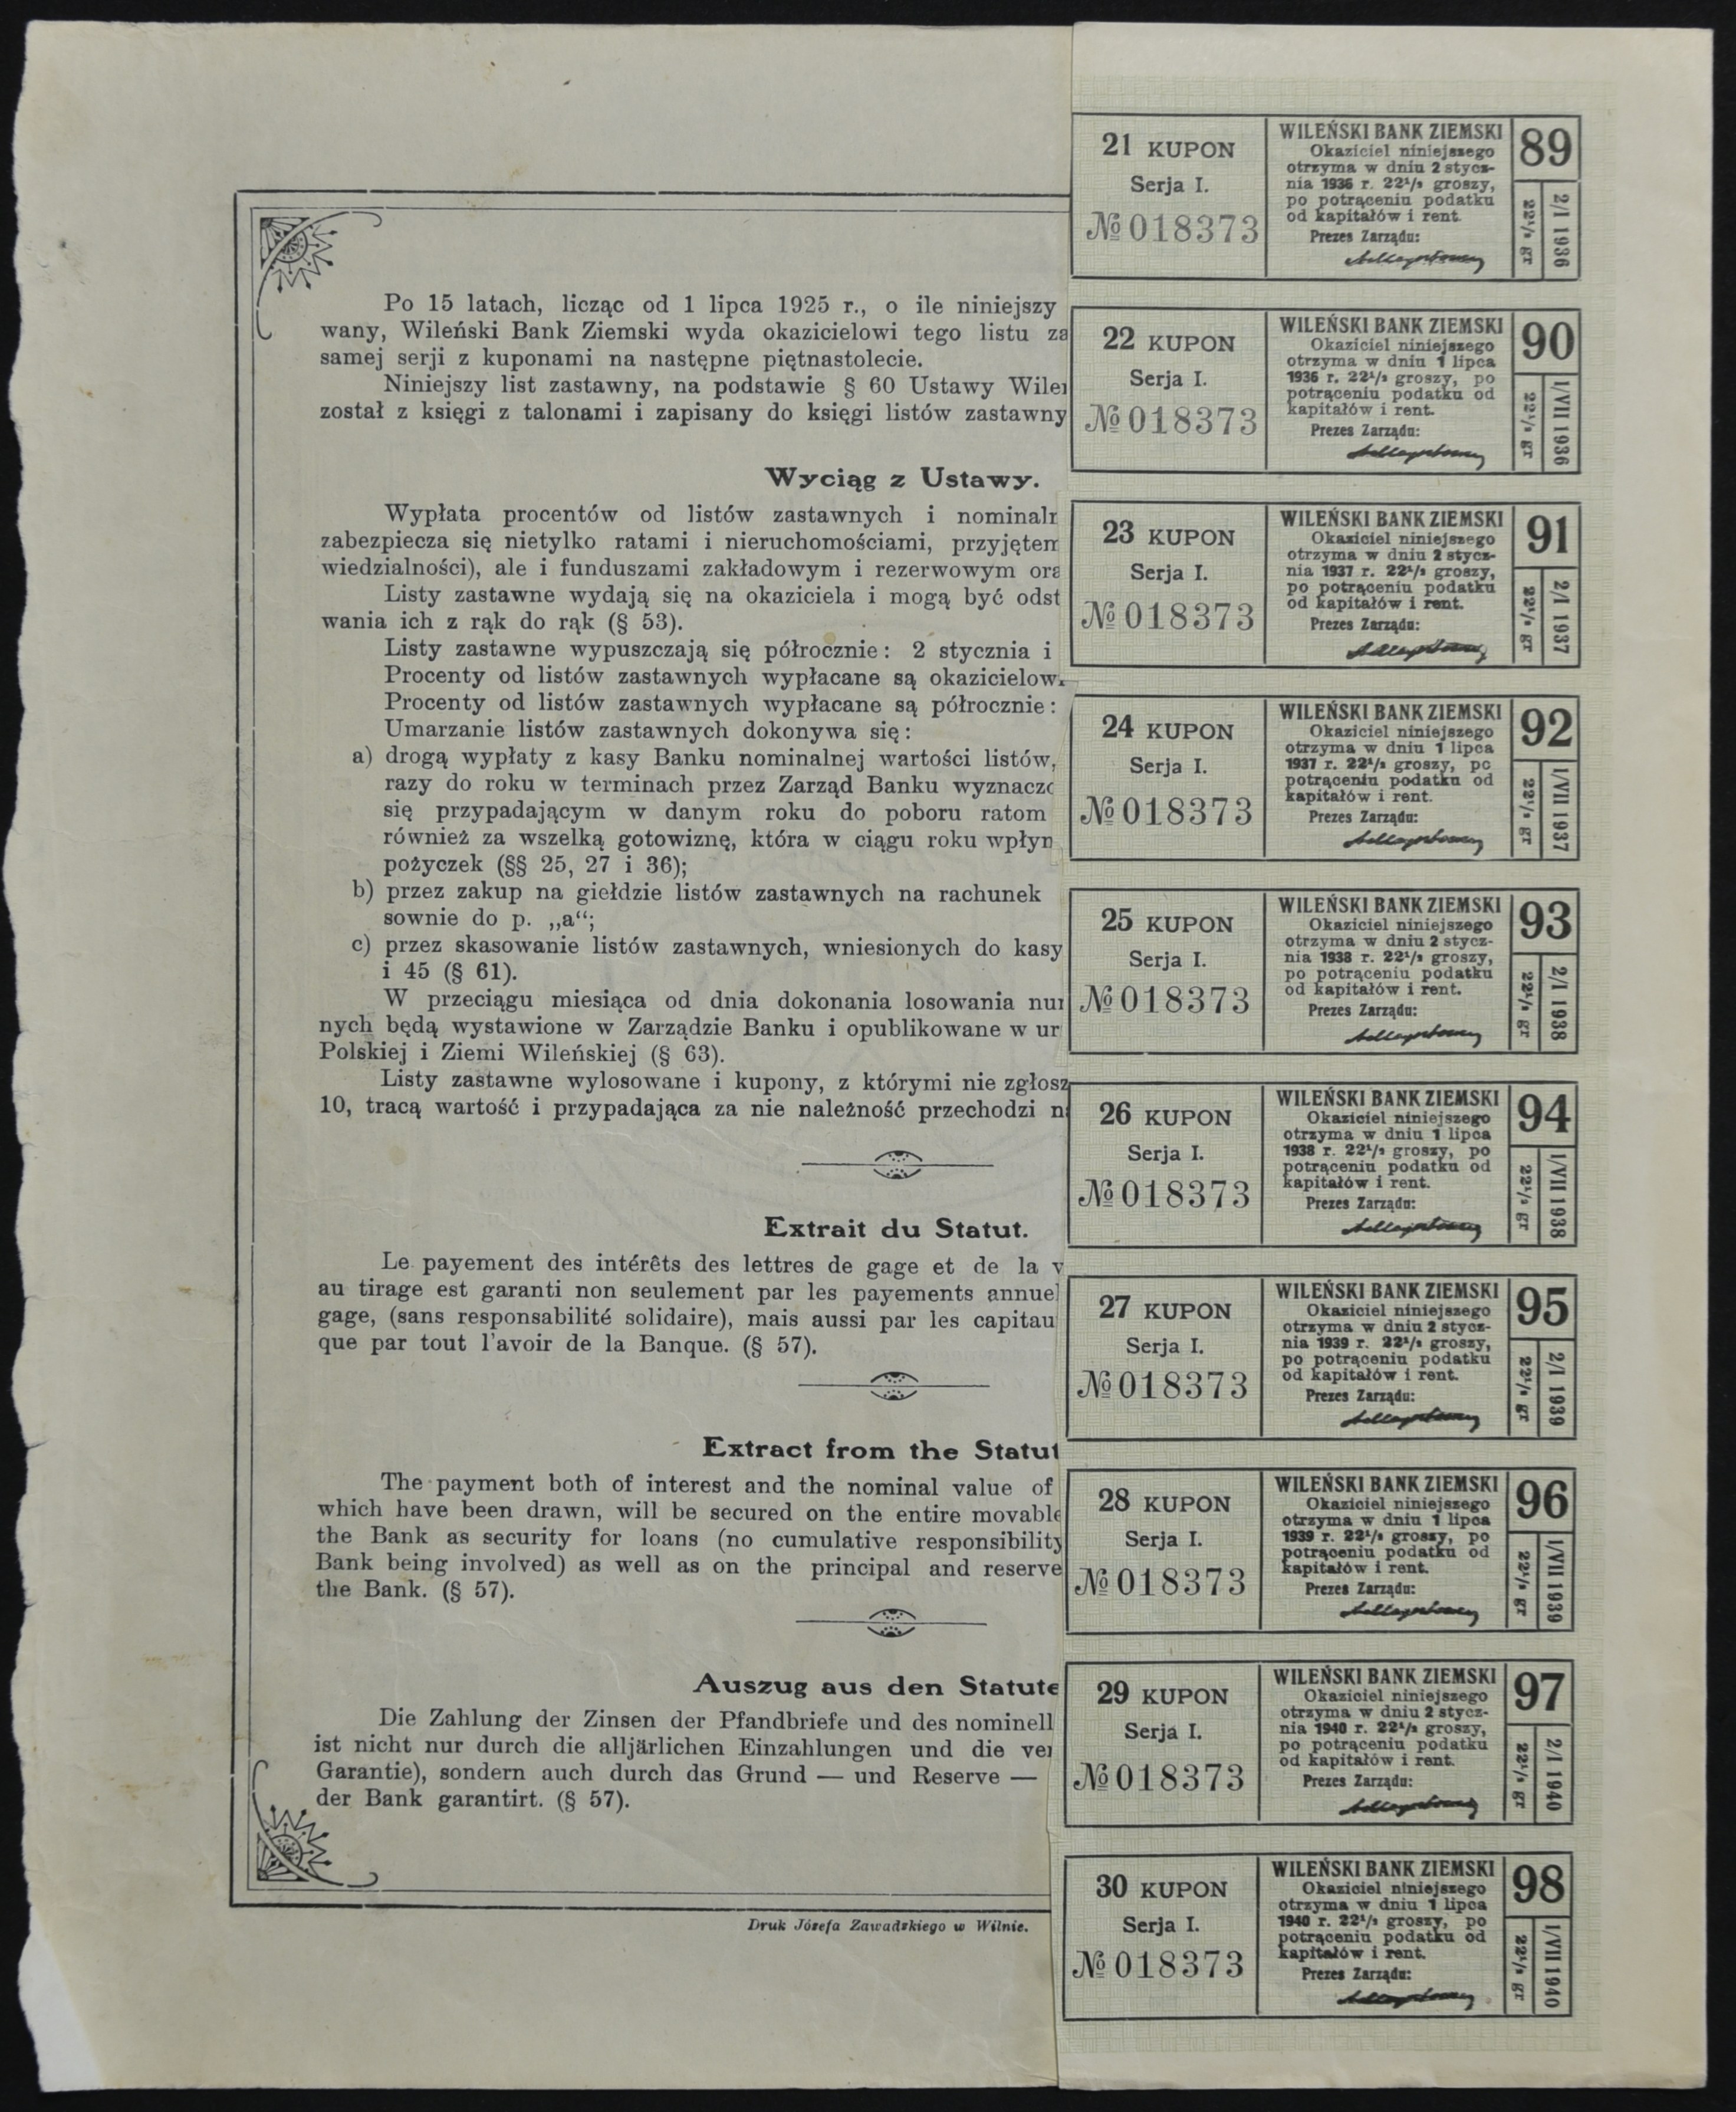 Po 15 latach, licząc od 1 lipca 1925 r., o ile niniejszy
wany, Wileński Bank Ziemski wyda okazicielowi tego listu za
samej serji z kuponami na następne piętnastolecie.
Niniejszy list zastawny, na podstawie § 60 Ustawy
został z księgi z talonami i zapisany do księgi listów zastawny
Wyciąg z Ustawy.
Wypłata procentów od listów zastawnych i
zabezpiecza się nietylko ratami i nieruchomościami,
wiedzialności), ale i funduszami zakładowym i rezerwowym
Listy zastawne wydają się na okaziciela i mogą być odst
wania ich z rąk do rąk (§ 53).
Listy zastawne wypuszczają się półrocznie: 2 stycznia i
Procenty od listów zastawnych wypłacane są
Procenty od listów zastawnych wypłacane są półrocznie:
Umarzanie listów zastawnych dokonywa się:
a) drogą wypłaty z kasy Banku nominalnej wartości listów,
razy do roku w terminach przez Zarząd Banku
się przypadającym w danym roku do poboru ratom
również za wszelką gotowiznę, która w ciągu roku
pożyczek (§§ 25, 27 i 36);
b) przez zakup na giełdzie listów zastawnych na rachunek
sownie do p. „a“;
c) przez skasowanie listów zastawnych, wniesionych do kasy
i 45 (§ 61).
W przeciągu miesiąca od dnia dokonania losowania
nych będą wystawione w Zarządzie Banku i opublikowane w
Polskiej i Ziemi Wileńskiej (§ 63).
Listy zastawne wylosowane i kupony, z którymi nie zgłosz
10, tracą wartość i przypadająca za nie należność przechodzi
Extrait du Statut.
Le payement des intérêts des lettres de gage et de la
au tirage est garanti non seulement par les payements
gage, (sans responsabilité solidaire), mais aussi par les capitau
que par tout l'avoir de la Banque. (§ 57).
Extract from the Statut
The payment both of interest and the nominal value of
which have been drawn, will be secured on the entire
the Bank as security for loans (no cumulative responsibility
Bank being involved) as well as on the principal and reserve
the Bank. (§ 57).
Auszug aus den Statute
Die Zahlung der Zinsen der Pfandbriefe und des nominell
ist nicht nur durch die alljärlichen Einzahlungen und die
Garantie), sondern auch durch das Grund — und Reserve —
der Bank garantirt. (§ 57).
Druk Józefa Zawadzkiego w Wilnie.
21 KUPON
Serja I.
№ 018373
WILEŃSKI BANK ZIEMSKI
Okaziciel niniejszego
otrzyma w dniu 2 stycz-
nia 1936 r. 22¹/₂ groszy,
po potrąceniu podatku
od kapitałów i rent.
Prezes Zarządu:
89
22¹/₂ gr
2/I 1936
22 KUPON
Serja I.
№ 018373
WILEŃSKI BANK ZIEMSKI
Okaziciel niniejszego
otrzyma w dniu 1 lipca
1936 r. 22¹/₂ groszy, po
potrąceniu podatku od
kapitałów i rent.
Prezes Zarządu:
90
22¹/₂ gr
1/VII 1936
23 KUPON
Serja I.
№ 018373
WILEŃSKI BANK ZIEMSKI
Okaziciel niniejszego
otrzyma w dniu 2 stycz-
nia 1937 r. 22¹/₂ groszy,
po potrąceniu podatku
od kapitałów i rent.
Prezes Zarządu:
91
22¹/₂ gr
2/I 1937
24 KUPON
Serja I.
№ 018373
WILEŃSKI BANK ZIEMSKI
Okaziciel niniejszego
otrzyma w dniu 1 lipca
1937 r. 22¹/₂ groszy, po
potrąceniu podatku od
kapitałów i rent.
Prezes Zarządu:
92
22¹/₂ gr
1/VII 1937
25 KUPON
Serja I.
№ 018373
WILEŃSKI BANK ZIEMSKI
Okaziciel niniejszego
otrzyma w dniu 2 stycz-
nia 1938 r. 22¹/₂ groszy,
po potrąceniu podatku
od kapitałów i rent.
Prezes Zarządu:
93
22¹/₂ gr
2/I 1938
26 KUPON
Serja I.
№ 018373
WILEŃSKI BANK ZIEMSKI
Okaziciel niniejszego
otrzyma w dniu 1 lipca
1938 r. 22¹/₂ groszy, po
potrąceniu podatku od
kapitałów i rent.
Prezes Zarządu:
94
22¹/₂ gr
1/VII 1938
27 KUPON
Serja I.
№ 018373
WILEŃSKI BANK ZIEMSKI
Okaziciel niniejszego
otrzyma w dniu 2 stycz-
nia 1939 r. 22¹/₂ groszy,
po potrąceniu podatku
od kapitałów i rent.
Prezes Zarządu:
95
22¹/₂ gr
2/I 1939
28 KUPON
Serja I.
№ 018373
WILEŃSKI BANK ZIEMSKI
Okaziciel niniejszego
otrzyma w dniu 1 lipca
1939 r. 22¹/₂ groszy, po
potrąceniu podatku od
kapitałów i rent.
Prezes Zarządu:
96
22¹/₂ gr
1/VII 1939
29 KUPON
Serja I.
№ 018373
WILEŃSKI BANK ZIEMSKI
Okaziciel niniejszego
otrzyma w dniu 2 stycz-
nia 1940 r. 22¹/₂ groszy,
po potrąceniu podatku
od kapitałów i rent.
Prezes Zarządu:
97
22¹/₂ gr
2/I 1940
30 KUPON
Serja I.
№ 018373
WILEŃSKI BANK ZIEMSKI
Okaziciel niniejszego
otrzyma w dniu 1 lipca
1940 r. 22¹/₂ groszy, po
potrąceniu podatku od
kapitałów i rent.
Prezes Zarządu:
98
22¹/₂ gr
1/VII 1940